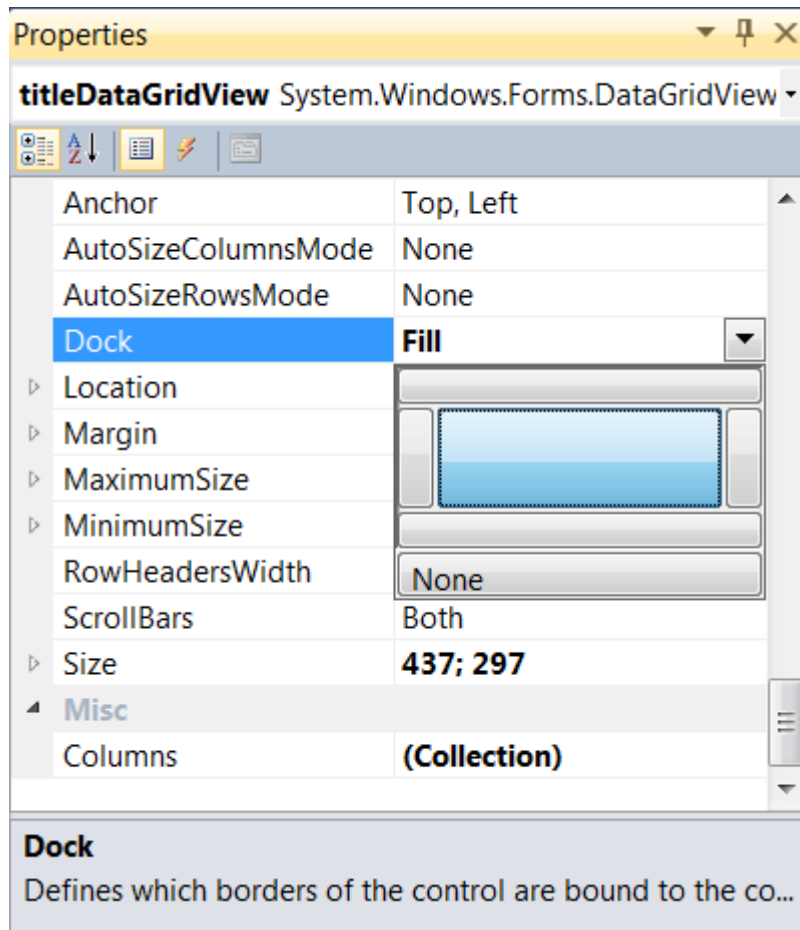 Properties
titleDataGridView System.Windows.Forms.DataGridView
A
Z
Anchor Top, Left
AutoSizeColumnsMode None
AutoSizeRowsMode None
Dock Fill
Location
Margin
MaximumSize
MinimumSize
RowHeadersWidth None
ScrollBars Both
Size 437; 297
Misc
Columns (Collection)
Dock
Defines which borders of the control are bound to the co...